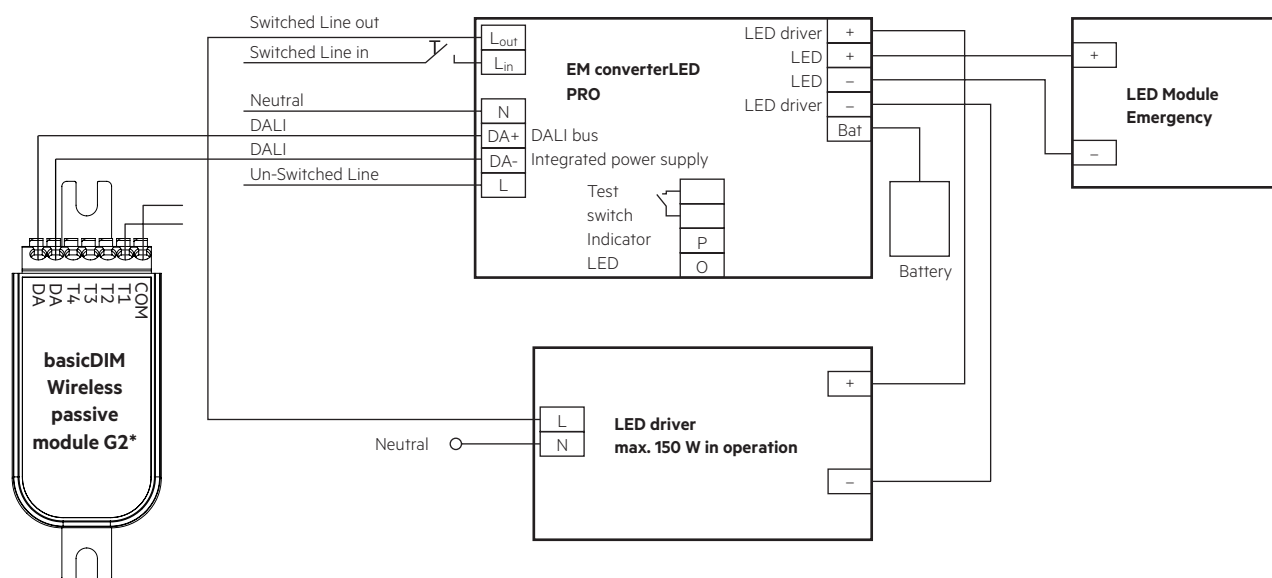 Switched Line out
Switched Line in
Neutral
DALI
DALI
Un-Switched Line
Lout
Lin
N
DA+
DA-
L
DALI bus
Integrated power supply
EM converterLED
PRO
Test
switch
Indicator
LED
P
O
LED driver
LED
LED
LED driver
+
+
–
–
Bat
Battery
+
–
LED Module
Emergency
DA
DA
T4
T3
T2
T1
COM
basicDIM
Wireless
passive
module G2*
Neutral
L
N
LED driver
max. 150 W in operation
+
–